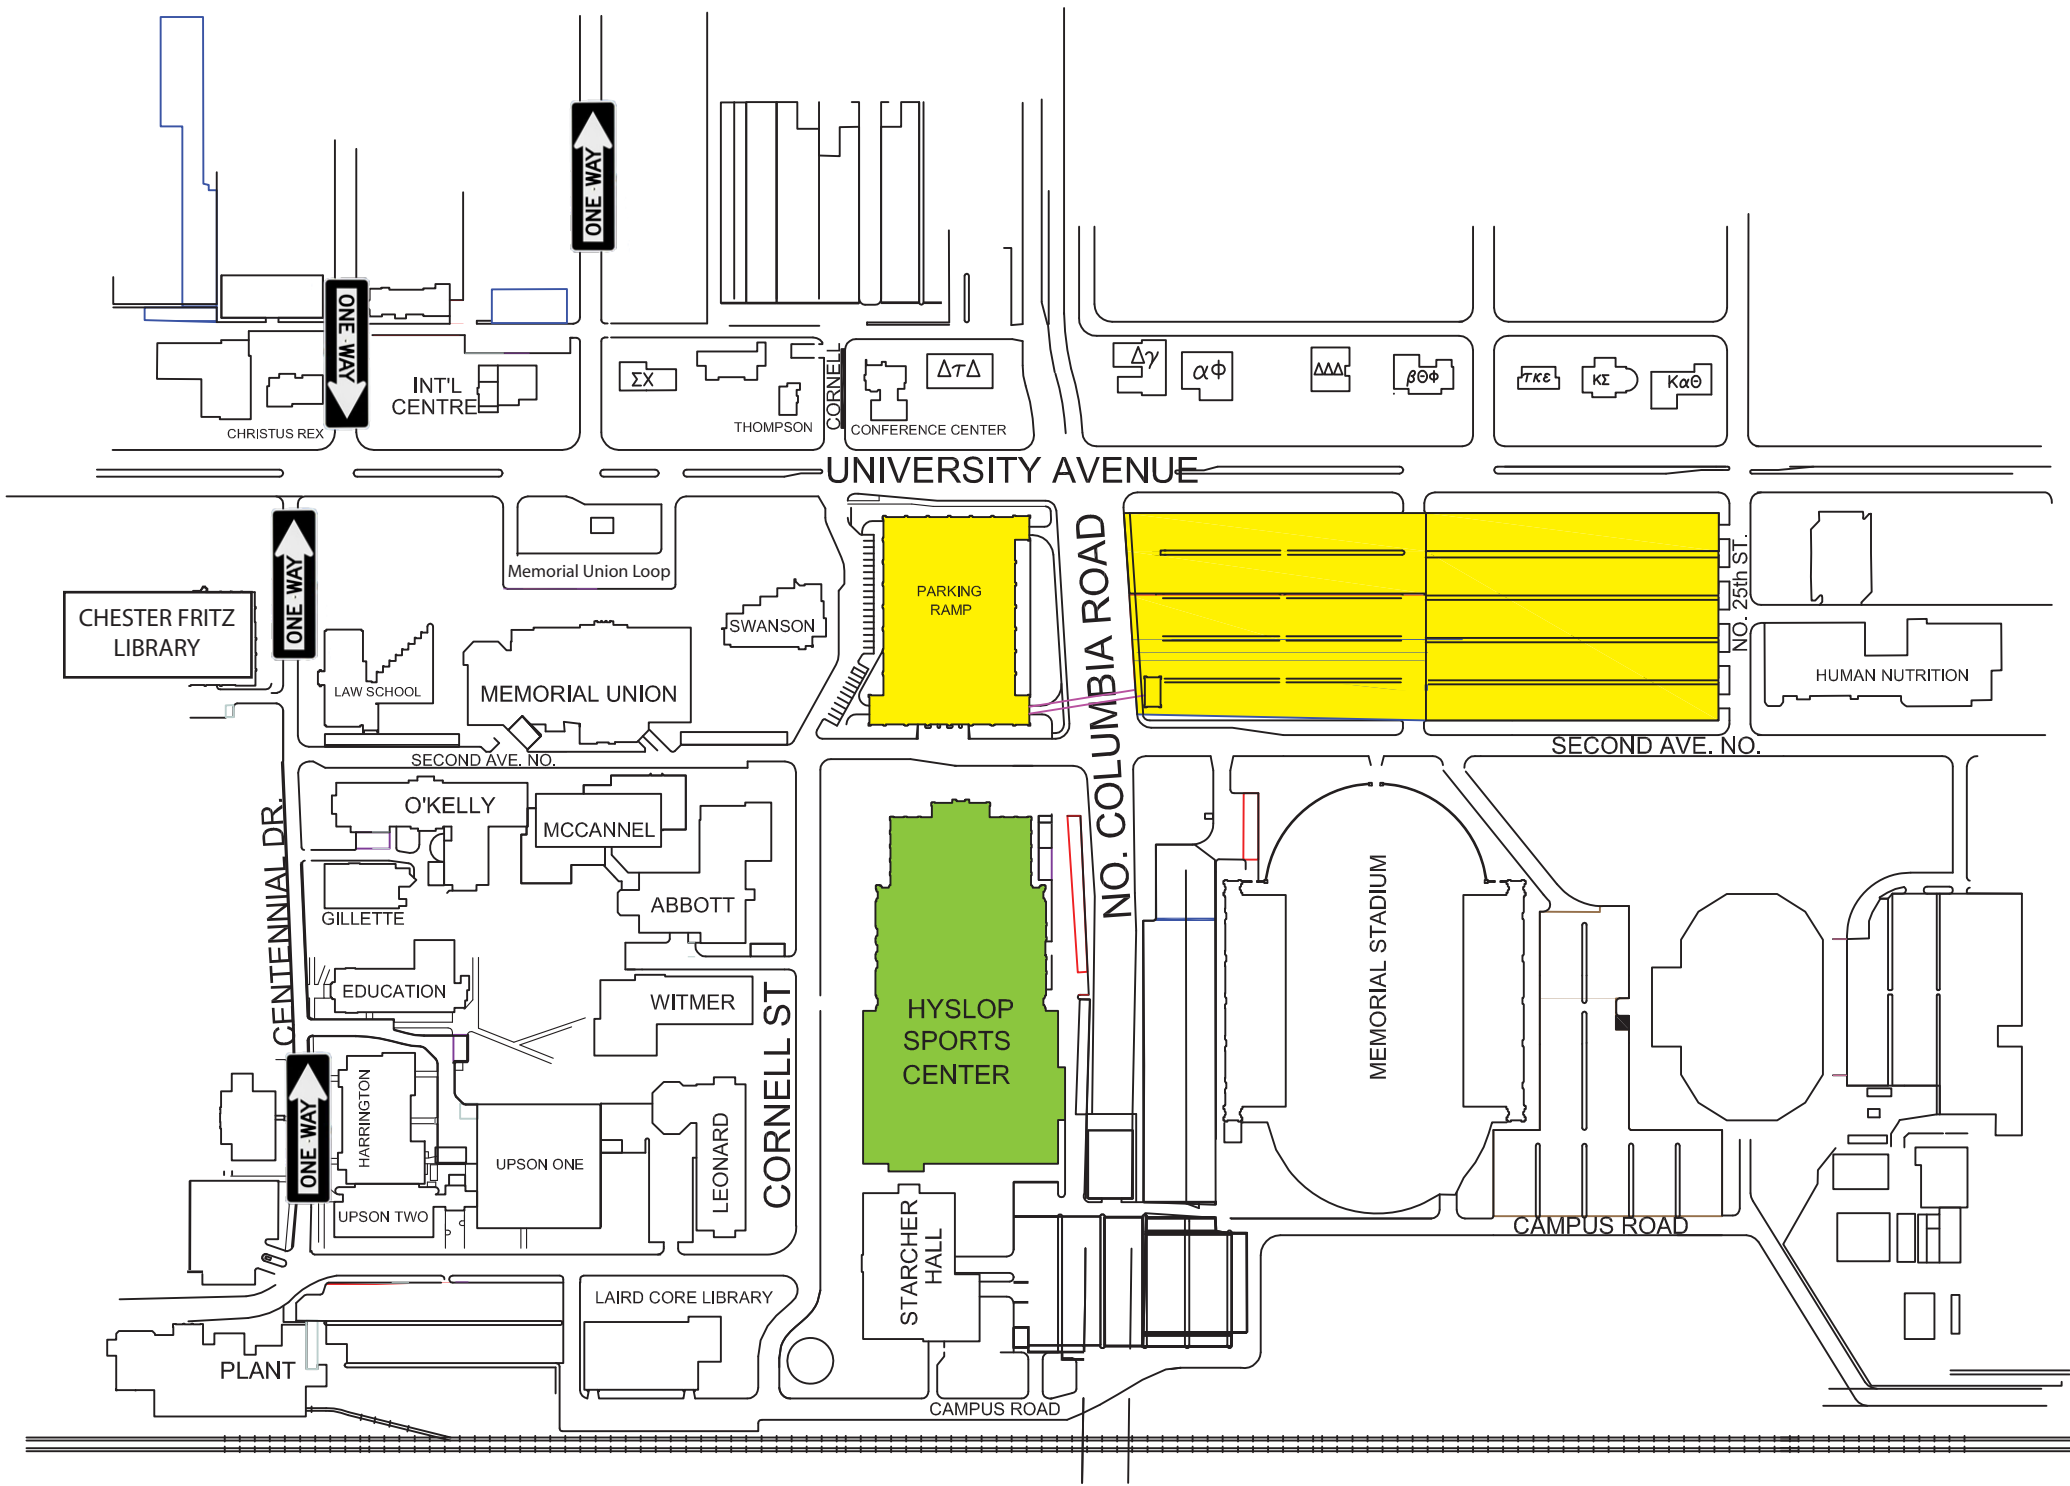 ONE WAY
ONE WAY
INT'L
CENTRE
CHRISTUS REX
ΣX
THOMPSON
CORNELL
ΔτΔ
CONFERENCE CENTER
Δγ
αΦ
ΔΔΔ
βΘΦ
τκε
ΚΣ
ΚαΘ
UNIVERSITY AVENUE
ONE WAY
CHESTER FRITZ
LIBRARY
Memorial Union Loop
LAW SCHOOL
MEMORIAL UNION
SWANSON
PARKING
RAMP
NO. COLUMBIA ROAD
NO. 25th ST.
HUMAN NUTRITION
SECOND AVE. NO.
SECOND AVE. NO.
CENTENNIAL DR.
O'KELLY
MCCANNEL
GILLETTE
ABBOTT
EDUCATION
WITMER
CORNELL ST
HYSLOP
SPORTS
CENTER
MEMORIAL STADIUM
ONE WAY
HARRINGTON
UPSON ONE
UPSON TWO
LEONARD
STARCHER
HALL
CAMPUS ROAD
LAIRD CORE LIBRARY
PLANT
CAMPUS ROAD